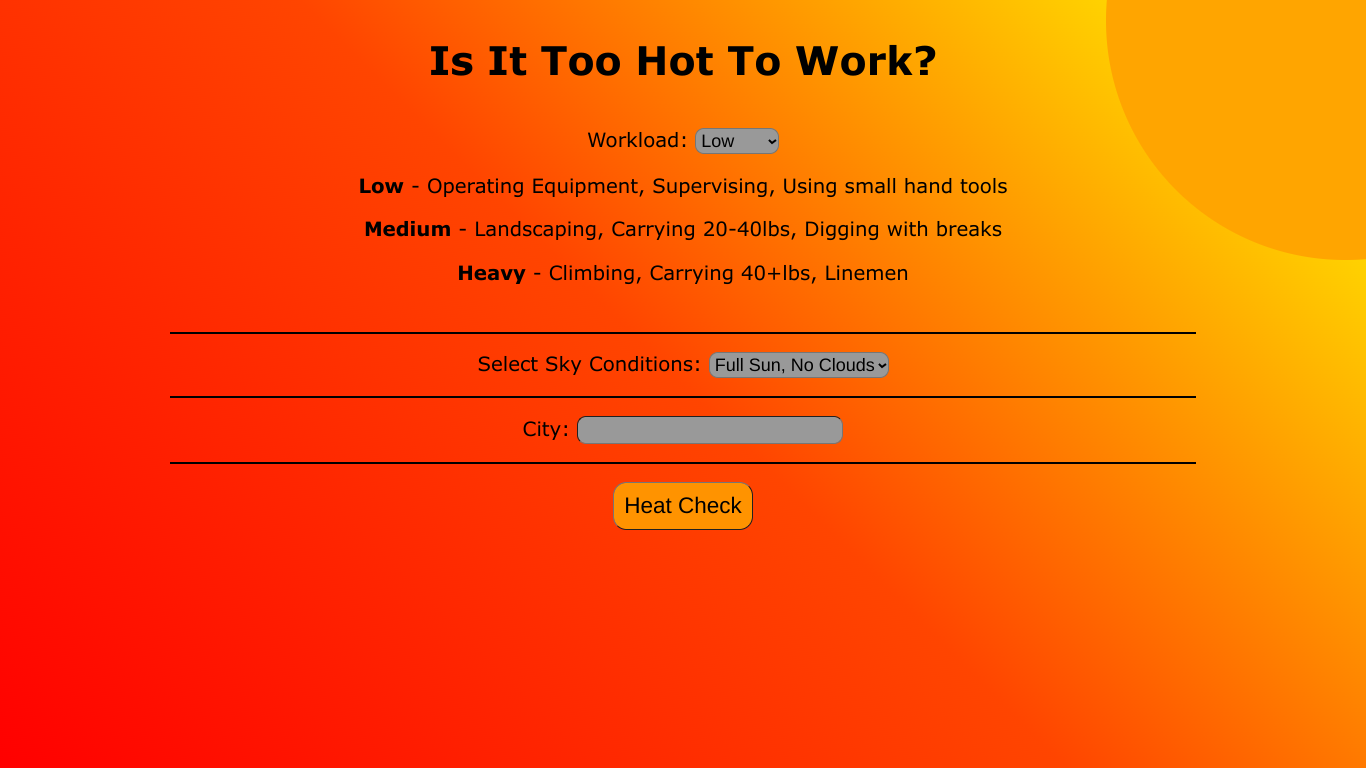 Is It Too Hot To Work?
Workload: Low
Low - Operating Equipment, Supervising, Using small hand tools
Medium - Landscaping, Carrying 20-40lbs, Digging with breaks
Heavy - Climbing, Carrying 40+lbs, Linemen
Select Sky Conditions: Full Sun, No Clouds
City:
Heat Check